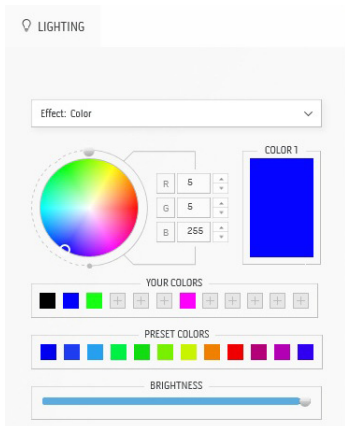 LIGHTING
Effect: Color
COLOR 1
R 5
G 5
B 255
YOUR COLORS
PRESET COLORS
BRIGHTNESS